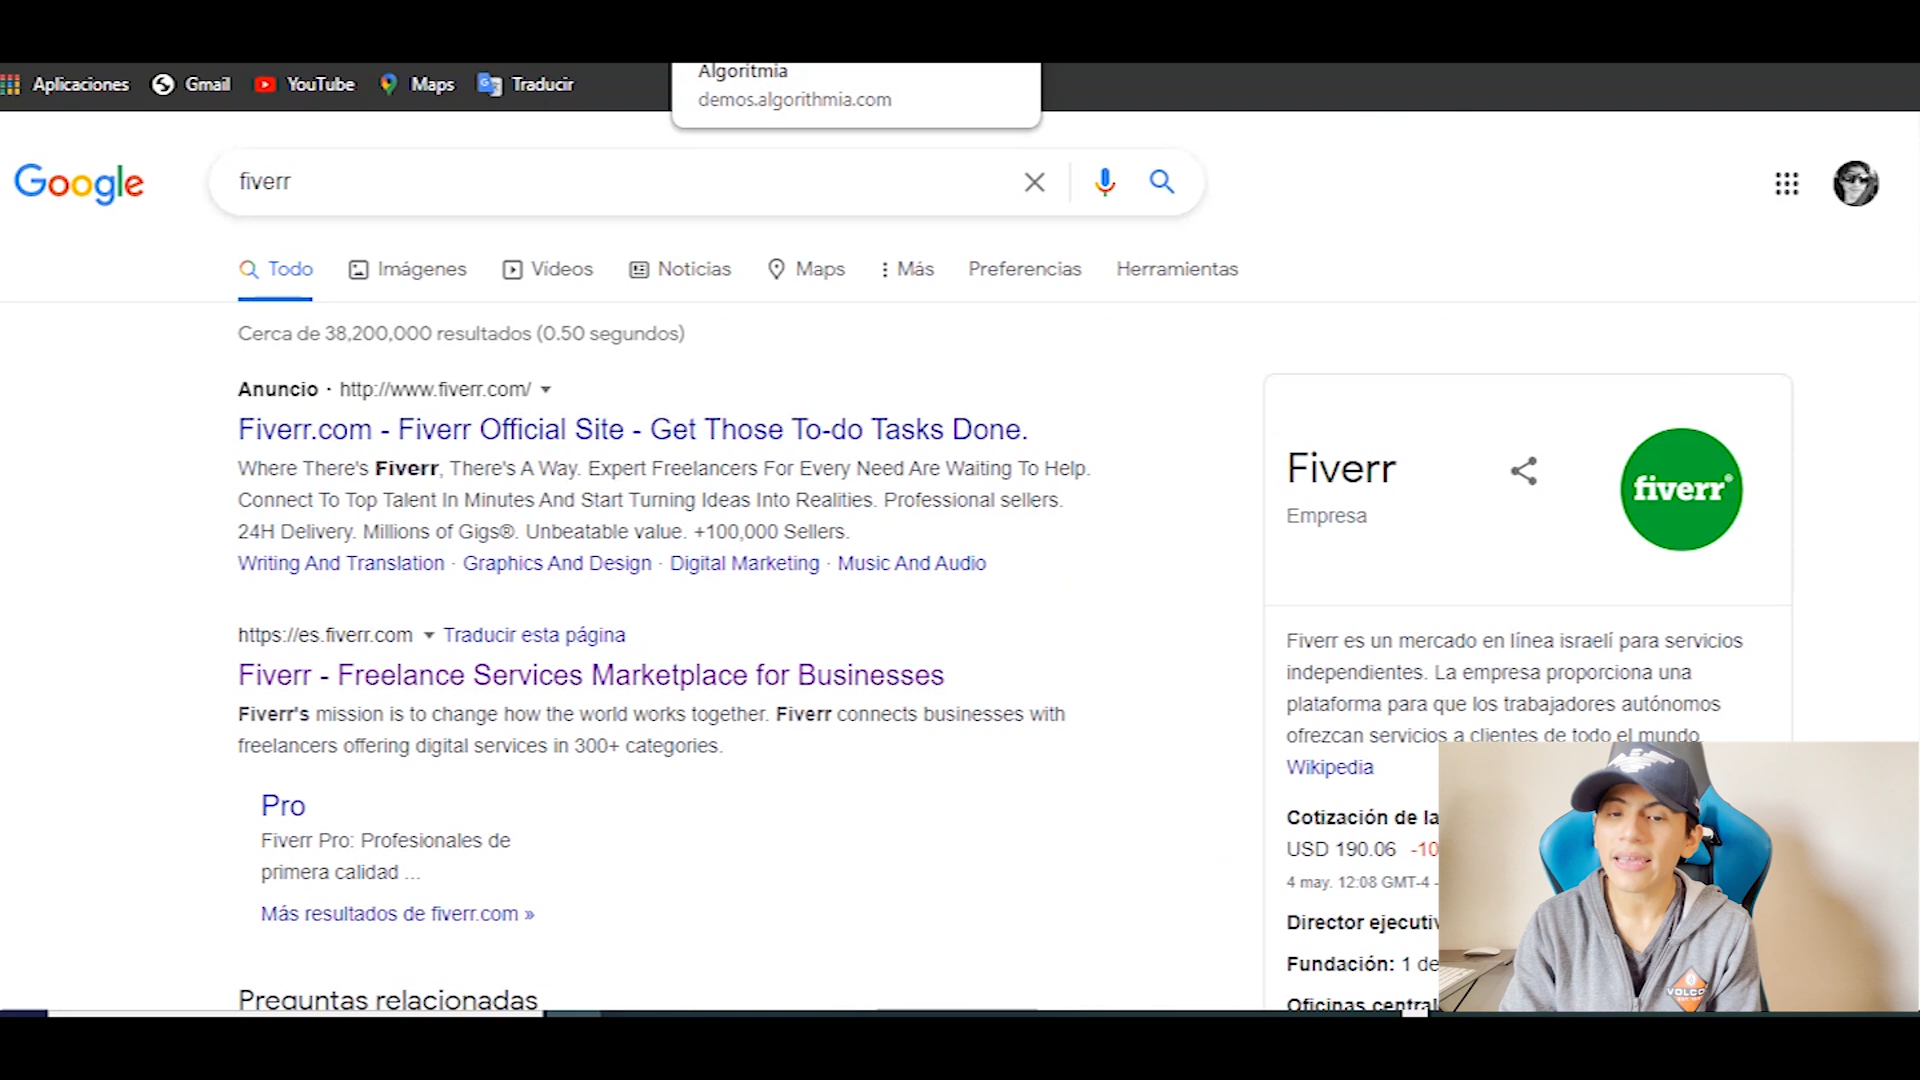 Aplicaciones Gmail YouTube Maps Traducir
Algoritmia
demos.algorithmia.com
Google
fiverr
Todo Imágenes Videos Noticias Maps Más Preferencias Herramientas
Cerca de 38,200,000 resultados (0.50 segundos)
Anuncio · http://www.fiverr.com/
Fiverr.com - Fiverr Official Site - Get Those To-do Tasks Done.
Where There's Fiverr, There's A Way. Expert Freelancers For Every Need Are Waiting To Help.
Connect To Top Talent In Minutes And Start Turning Ideas Into Realities. Professional sellers.
24H Delivery. Millions of Gigs®. Unbeatable value. +100,000 Sellers.
Writing And Translation · Graphics And Design · Digital Marketing · Music And Audio
https://es.fiverr.com Traducir esta página
Fiverr - Freelance Services Marketplace for Businesses
Fiverr's mission is to change how the world works together. Fiverr connects businesses with
freelancers offering digital services in 300+ categories.
Pro
Fiverr Pro: Profesionales de
primera calidad ...
Más resultados de fiverr.com »
Preguntas relacionadas
Fiverr
Empresa
fiverr®
Fiverr es un mercado en línea israelí para servicios
independientes. La empresa proporciona una
plataforma para que los trabajadores autónomos
ofrezcan servicios a clientes de todo el mundo.
Wikipedia
Cotización de la
USD 190.06 -10
4 may. 12:08 GMT-4 -
Director ejecutiv
Fundación: 1 de
Oficinas central
VOLCO